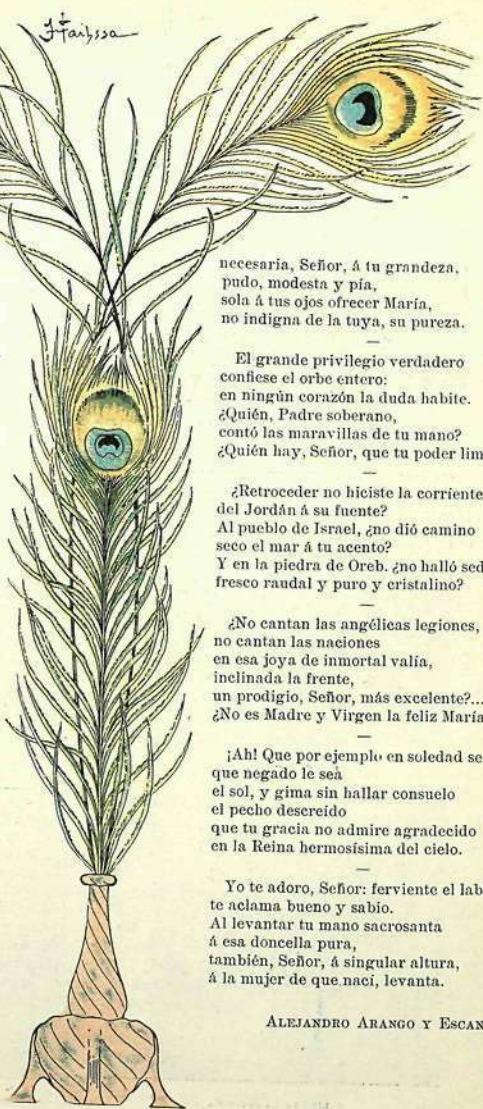 necesaria, Señor, á tu grandeza,
pudo, modesta y pía,
sola á tus ojos ofrecer María,
no indigna de la tuya, su pureza.
El grande privilegio verdadero
confiese el orbe entero:
en ningún corazón la duda habite.
¿Quién, Padre soberano,
contó las maravillas de tu mano?
¿Quién hay, Señor, que tu poder lim
¿Retroceder no hiciste la corriente
del Jordán á su fuente?
Al pueblo de Israel, ¿no dió camino
seco el mar á tu acento?
Y en la piedra de Oreb. ¿no halló sed
fresco raudal y puro y cristalino?
¿No cantan las angélicas legiones,
no cantan las naciones
en esa joya de inmortal valía,
inclinada la frente,
un prodigio, Señor, más excelente?...
¿No es Madre y Virgen la feliz María
¡Ah! Que por ejemplo en soledad se
que negado le sea
el sol, y gima sin hallar consuelo
el pecho descreído
que tu gracia no admire agradecido
en la Reina hermosísima del cielo.
Yo te adoro, Señor: ferviente el lab
te aclama bueno y sabio.
Al levantar tu mano sacrosanta
á esa doncella pura,
también, Señor, á singular altura,
á la mujer de que nací, levanta.
ALEJANDRO ARANGO Y ESCAN